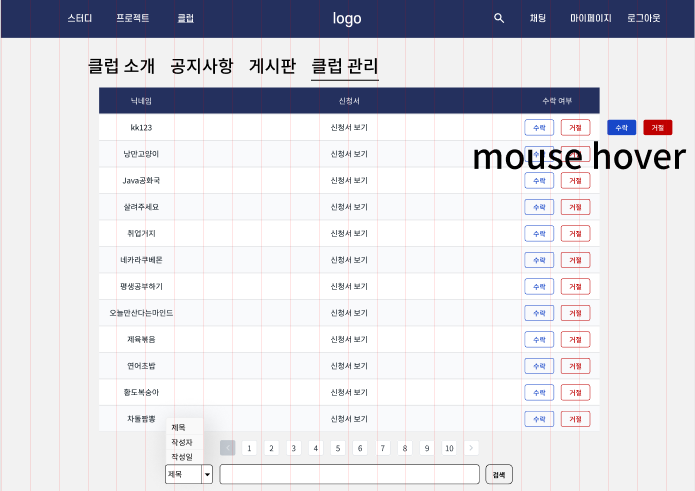 스터디 프로젝트 클럽 logo 채팅 마이페이지 로그아웃
클럽 소개 공지사항 게시판 클럽 관리
닉네임 신청서 수락 여부
kk123 신청서 보기 수락 거절 수락 거절
mouse hover
낭만고양이 신청서 보기 수락 거절
Java공화국 신청서 보기 수락 거절
살려주세요 신청서 보기 수락 거절
취업거지 신청서 보기 수락 거절
네카라쿠베몬 신청서 보기 수락 거절
평생공부하기 신청서 보기 수락 거절
오늘만산다는마인드 신청서 보기 수락 거절
제육볶음 신청서 보기 수락 거절
연어초밥 신청서 보기 수락 거절
황도복숭아 신청서 보기 수락 거절
차돌짬뽕 신청서 보기 수락 거절
제목
작성자
작성일
1 2 3 4 5 6 7 8 9 10
제목 검색